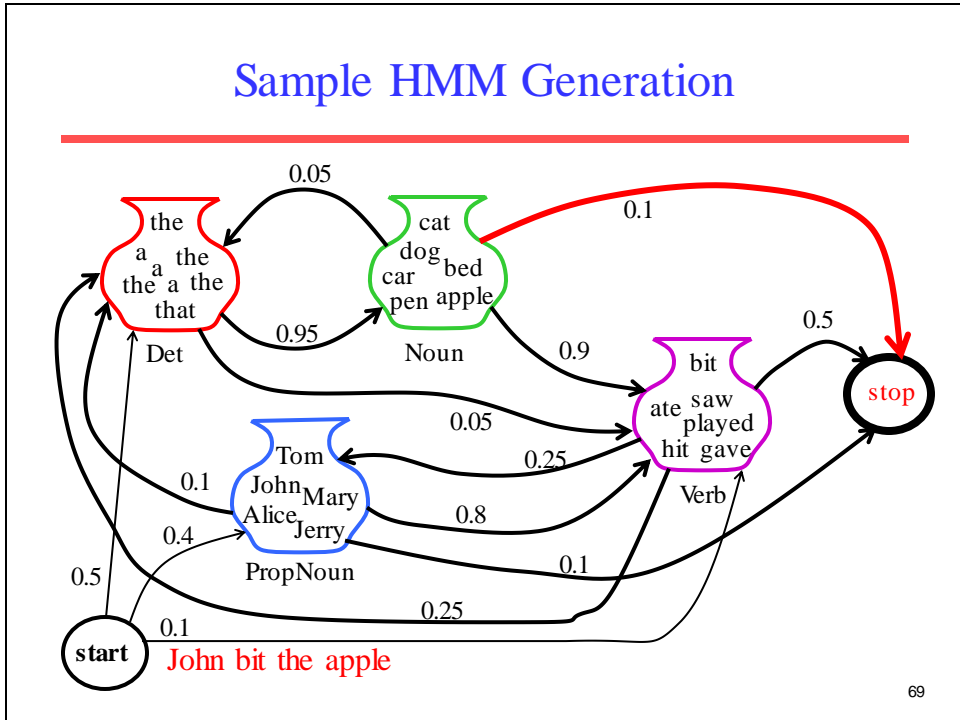 Sample HMM Generation
0.05
0.1
the
a
the
a
the
a
the
that
Det
cat
dog
bed
car
pen
apple
Noun
0.95
0.9
0.5
bit
ate
saw
played
hit
gave
Verb
stop
0.05
0.25
Tom
John
Mary
Alice
Jerry
PropNoun
0.1
0.4
0.8
0.1
0.5
0.25
0.1
start
John bit the apple
69